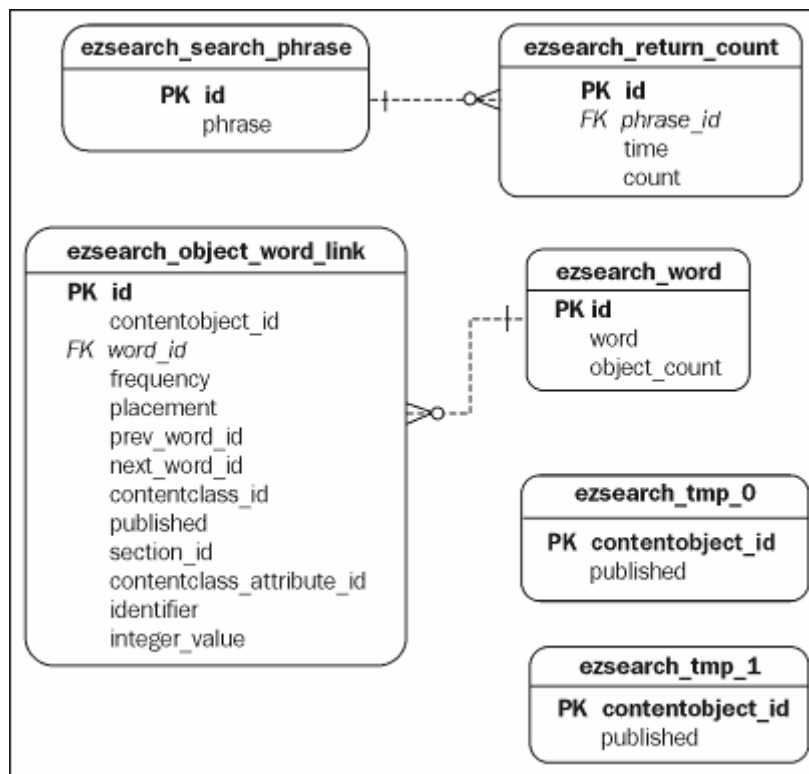 ezsearch_search_phrase
PK id
phrase
ezsearch_return_count
PK id
FK phrase_id
time
count
ezsearch_object_word_link
PK id
contentobject_id
FK word_id
frequency
placement
prev_word_id
next_word_id
contentclass_id
published
section_id
contentclass_attribute_id
identifier
integer_value
ezsearch_word
PK id
word
object_count
ezsearch_tmp_0
PK contentobject_id
published
ezsearch_tmp_1
PK contentobject_id
published